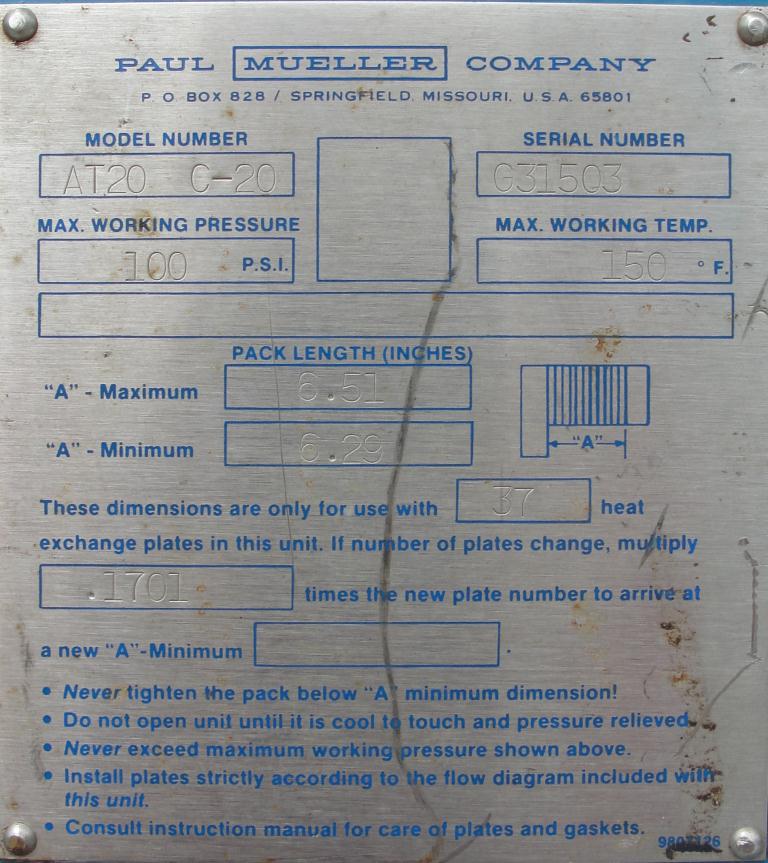 PAUL MUELLER COMPANY
P. O. BOX 828 / SPRINGFIELD, MISSOURI, U.S.A. 65801
MODEL NUMBER SERIAL NUMBER
AT20 C-20 G31503
MAX. WORKING PRESSURE MAX. WORKING TEMP.
100 P.S.I. 150 ° F.
PACK LENGTH (INCHES)
"A" - Maximum 6.51
"A"
"A" - Minimum 6.29
These dimensions are only for use with 37 heat
exchange plates in this unit. If number of plates change, multiply
.1701 times the new plate number to arrive at
a new "A"-Minimum .
• Never tighten the pack below "A" minimum dimension!
• Do not open unit until it is cool to touch and pressure relieved.
• Never exceed maximum working pressure shown above.
• Install plates strictly according to the flow diagram included with
this unit.
• Consult instruction manual for care of plates and gaskets.